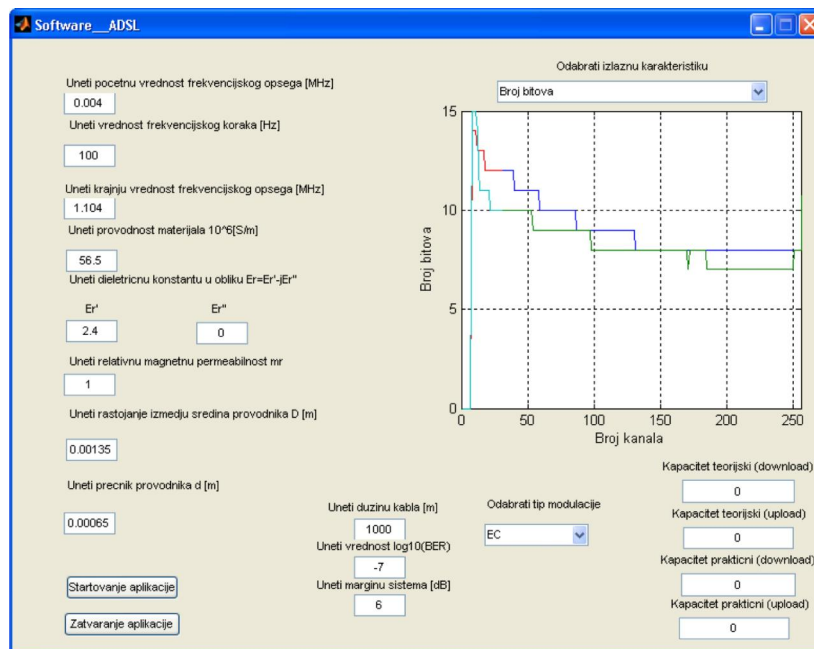 Software__ADSL
Uneti pocetnu vrednost frekvencijskog opsega [MHz]
0.004
Uneti vrednost frekvencijskog koraka [Hz]
100
Uneti krajnju vrednost frekvencijskog opsega [MHz]
1.104
Uneti provodnost materijala 10^6[S/m]
56.5
Uneti dieletricnu konstantu u obliku Er=Er'-jEr''
Er' Er''
2.4 0
Uneti relativnu magnetnu permeabilnost mr
1
Uneti rastojanje izmedju sredina provodnika D [m]
0.00135
Uneti precnik provodnika d [m]
0.00065
Startovanje aplikacije
Zatvaranje aplikacije
Odabrati izlaznu karakteristiku
Broj bitova
15
10
5
0
Broj bitova
0 50 100 150 200 250
Broj kanala
Uneti duzinu kabla [m]
1000
Uneti vrednost log10(BER)
-7
Uneti marginu sistema [dB]
6
Odabrati tip modulacije
EC
Kapacitet teorijski (download)
0
Kapacitet teorijski (upload)
0
Kapacitet prakticni (download)
0
Kapacitet prakticni (upload)
0